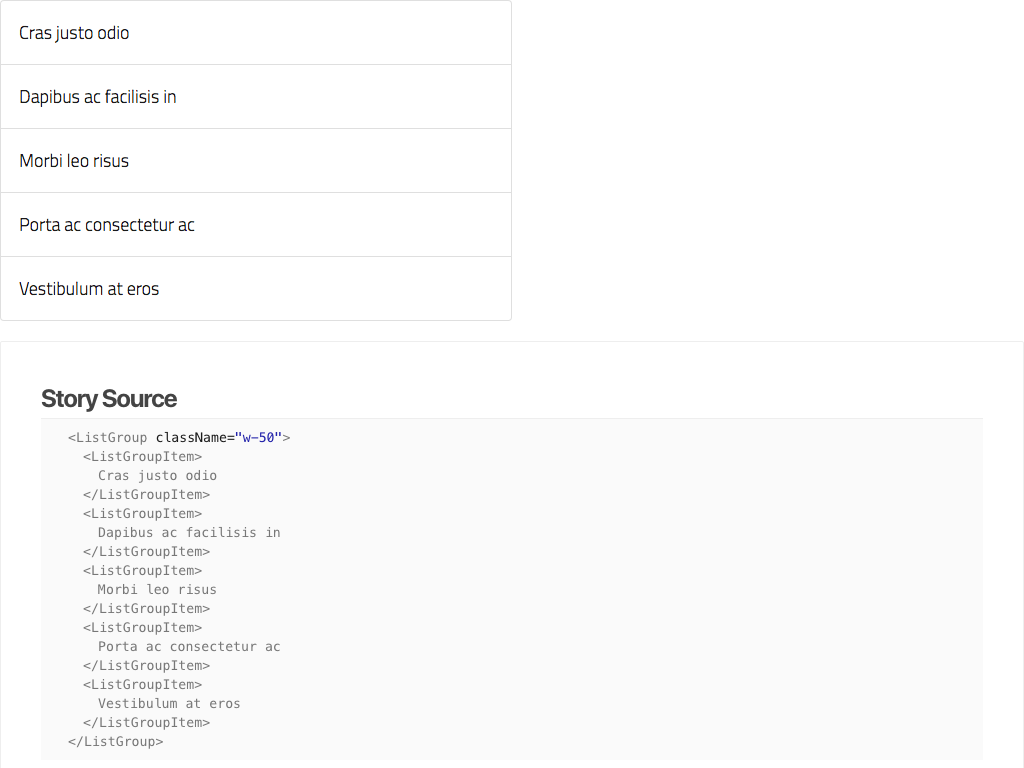 Cras justo odio
Dapibus ac facilisis in
Morbi leo risus
Porta ac consectetur ac
Vestibulum at eros
Story Source
<ListGroup className="w-50">
<ListGroupItem>
Cras justo odio
</ListGroupItem>
<ListGroupItem>
Dapibus ac facilisis in
</ListGroupItem>
<ListGroupItem>
Morbi leo risus
</ListGroupItem>
<ListGroupItem>
Porta ac consectetur ac
</ListGroupItem>
<ListGroupItem>
Vestibulum at eros
</ListGroupItem>
</ListGroup>